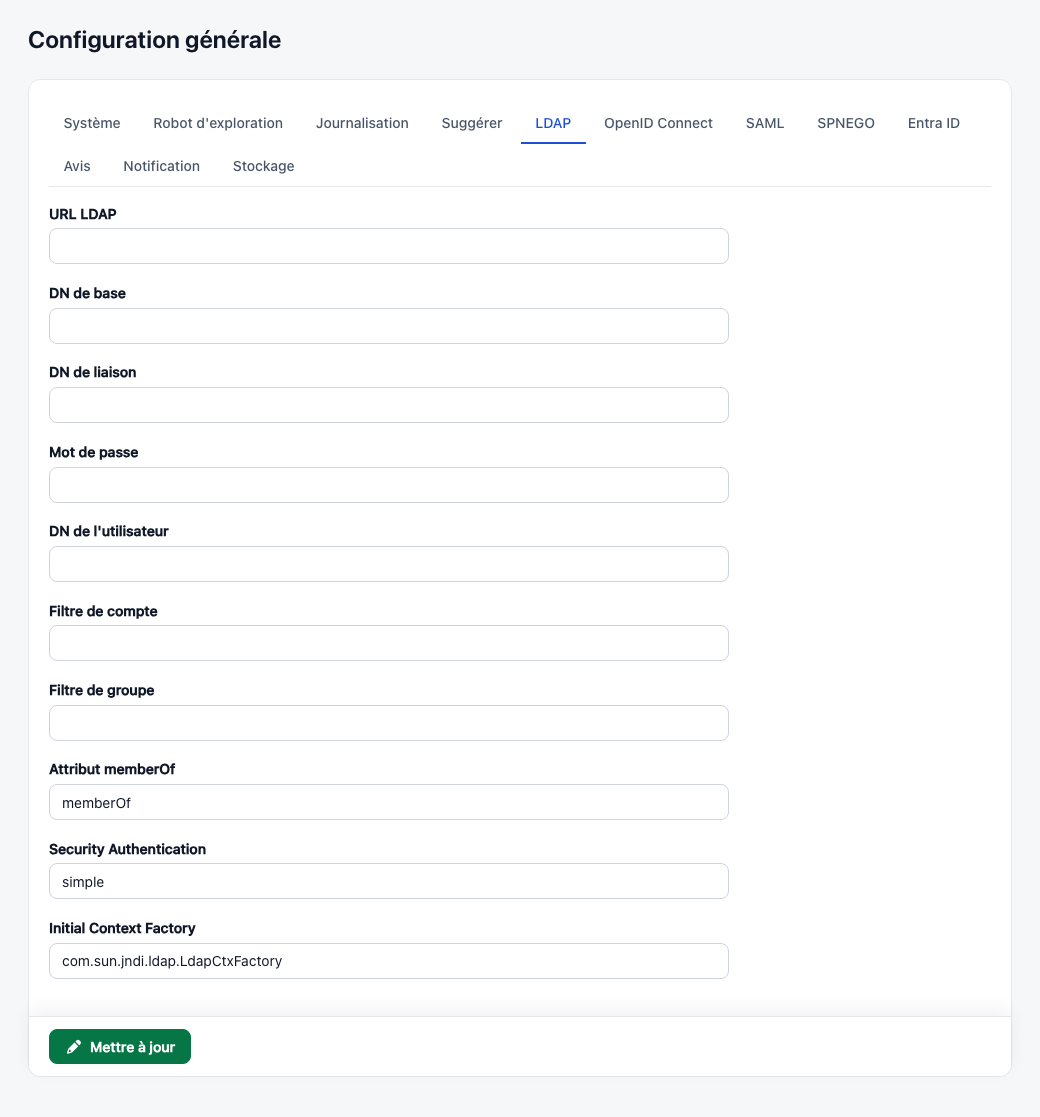 Configuration générale
Système Robot d'exploration Journalisation Suggérer LDAP OpenID Connect SAML SPNEGO Entra ID
Avis Notification Stockage
URL LDAP
DN de base
DN de liaison
Mot de passe
DN de l'utilisateur
Filtre de compte
Filtre de groupe
Attribut memberOf
memberOf
Security Authentication
simple
Initial Context Factory
com.sun.jndi.ldap.LdapCtxFactory
Mettre à jour